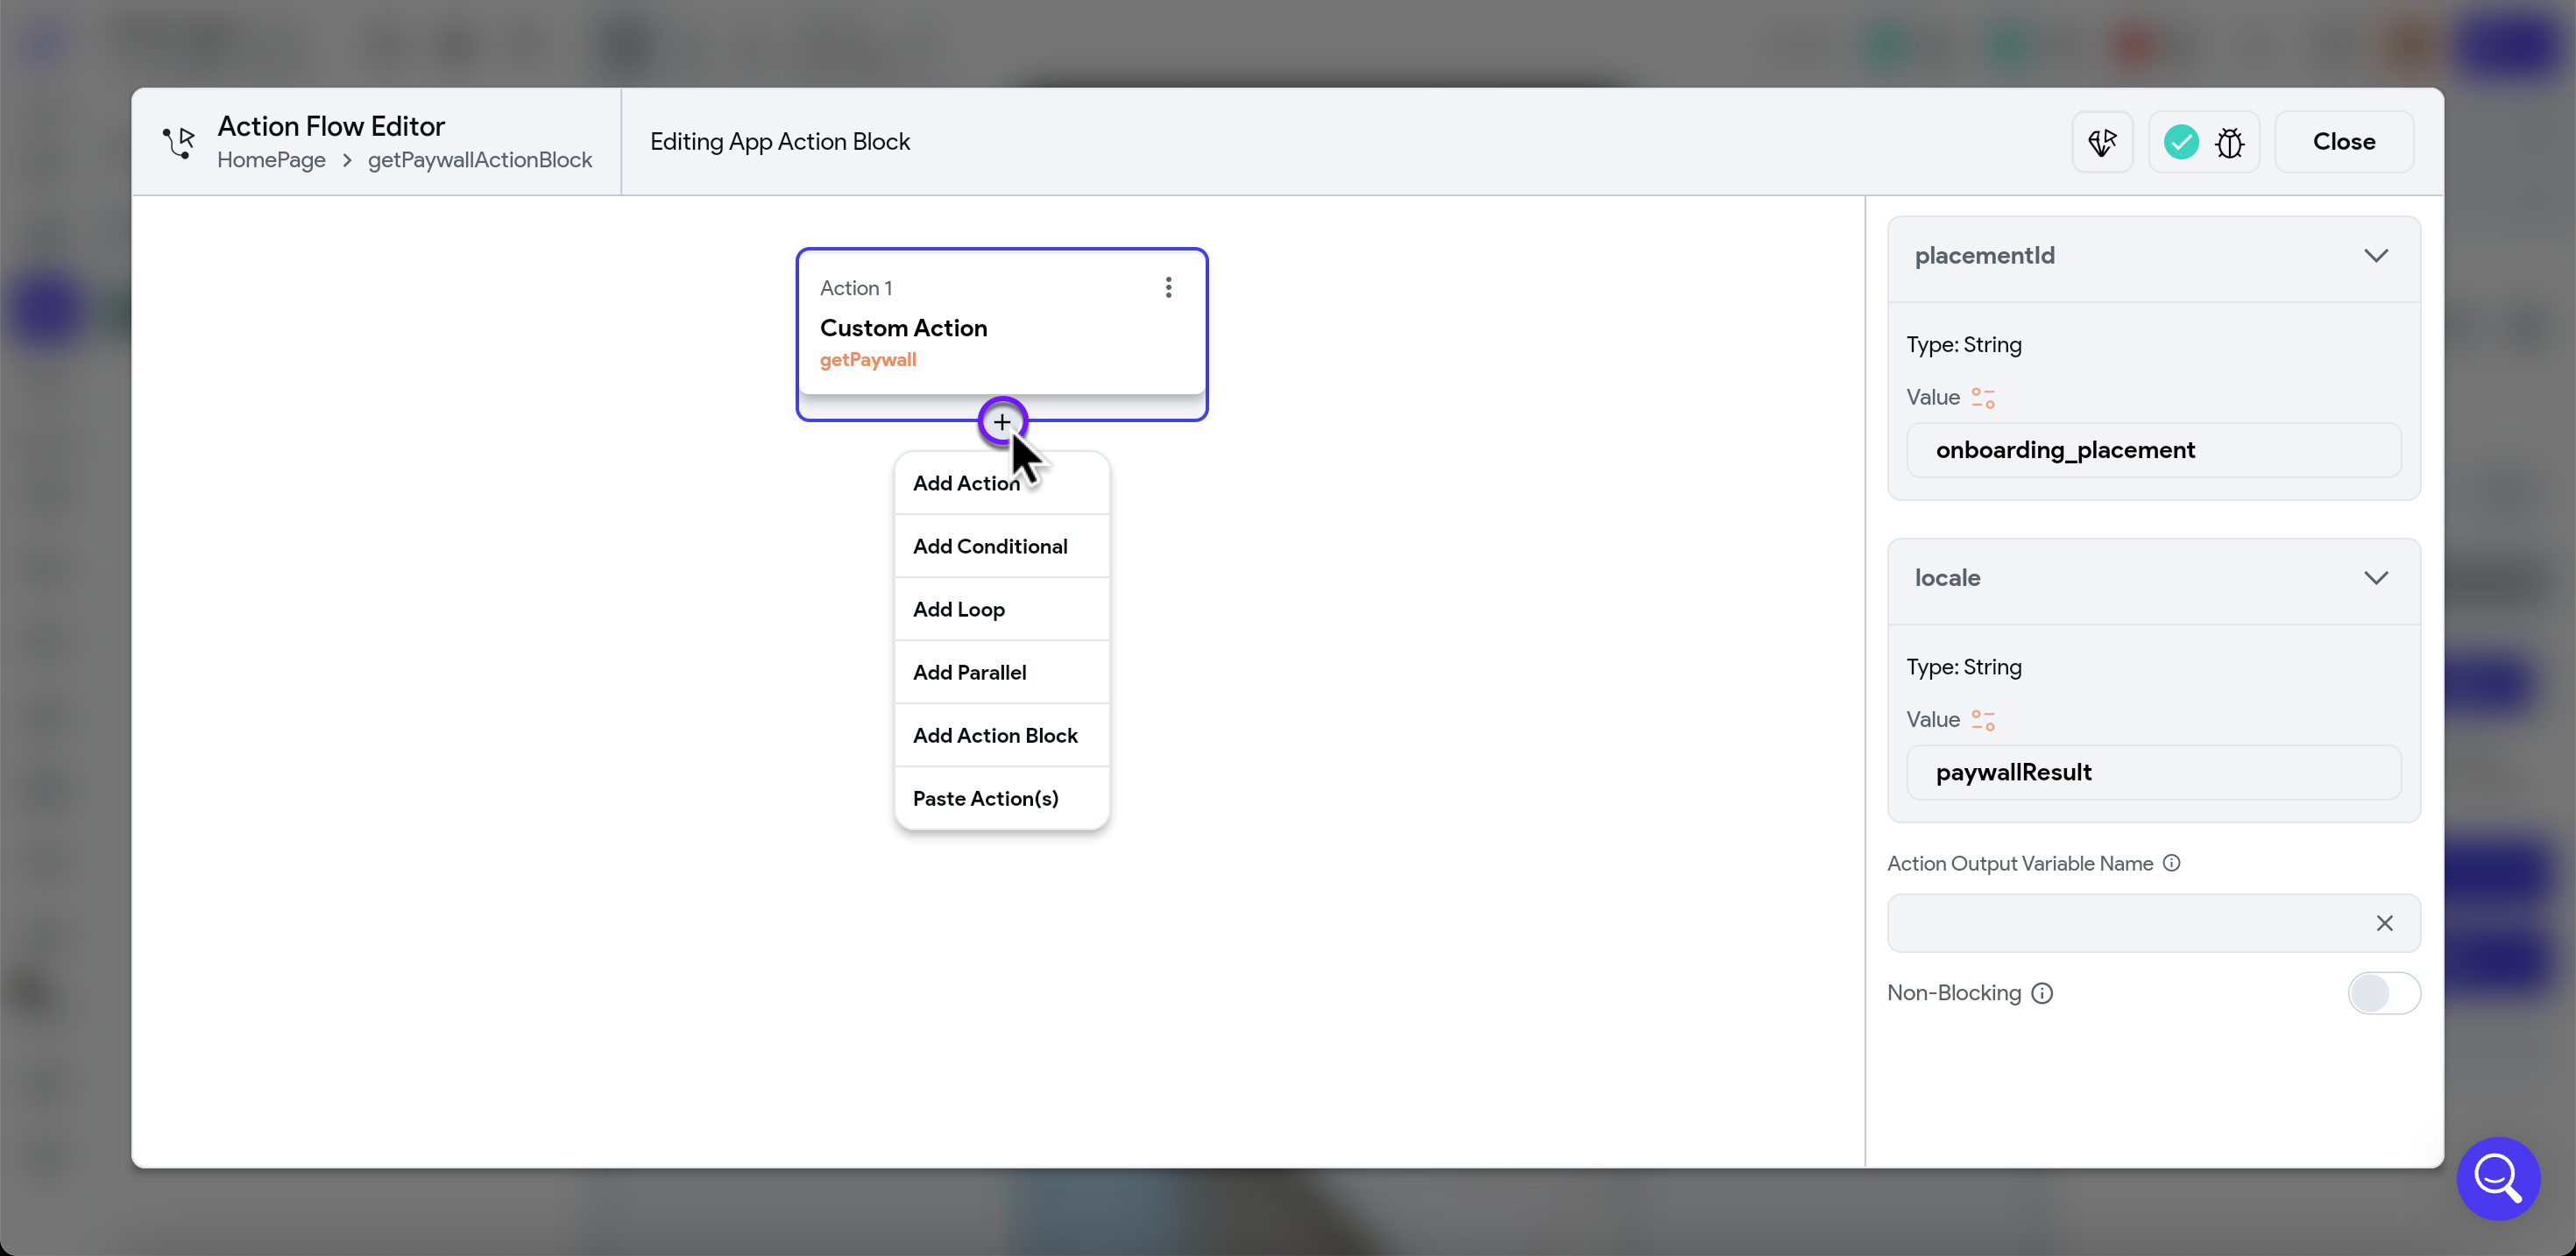 Action Flow Editor
HomePage > getPaywallActionBlock
Editing App Action Block
Close
Action 1
Custom Action
getPaywall
Add Action
Add Conditional
Add Loop
Add Parallel
Add Action Block
Paste Action(s)
placementId
Type: String
Value
onboarding_placement
locale
Type: String
Value
paywallResult
Action Output Variable Name
Non-Blocking